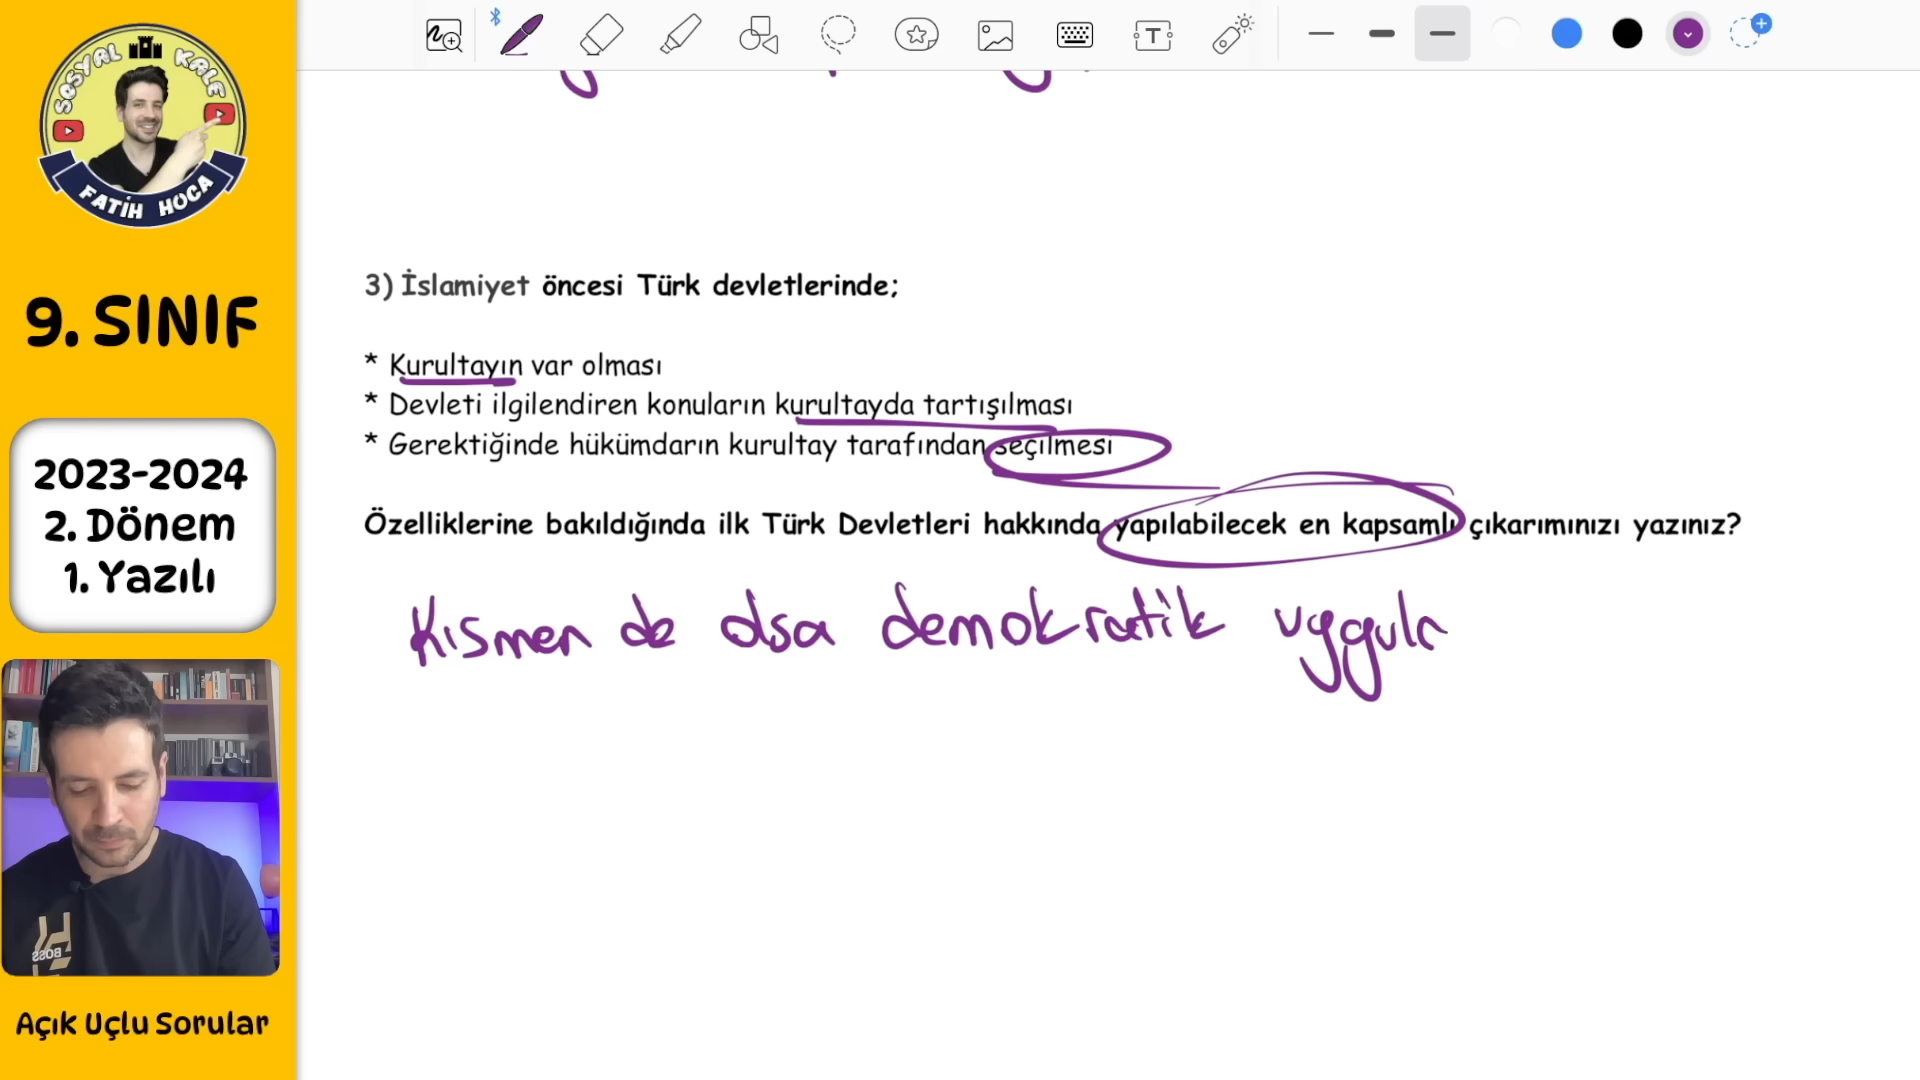 SOSYAL KALE
FATİH HOCA
9. SINIF
2023-2024
2. Dönem
1. Yazılı
BOSS
Açık Uçlu Sorular
T
3) İslamiyet öncesi Türk devletlerinde;
* Kurultayın var olması
* Devleti ilgilendiren konuların kurultayda tartışılması
* Gerektiğinde hükümdarın kurultay tarafından seçilmesi
Özelliklerine bakıldığında ilk Türk Devletleri hakkında yapılabilecek en kapsamlı çıkarımınızı yazınız?
Kısmen de olsa demokratik uygula